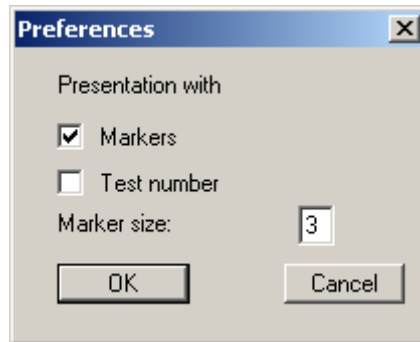 Preferences
Presentation with
Markers
Test number
Marker size: 3
OK Cancel